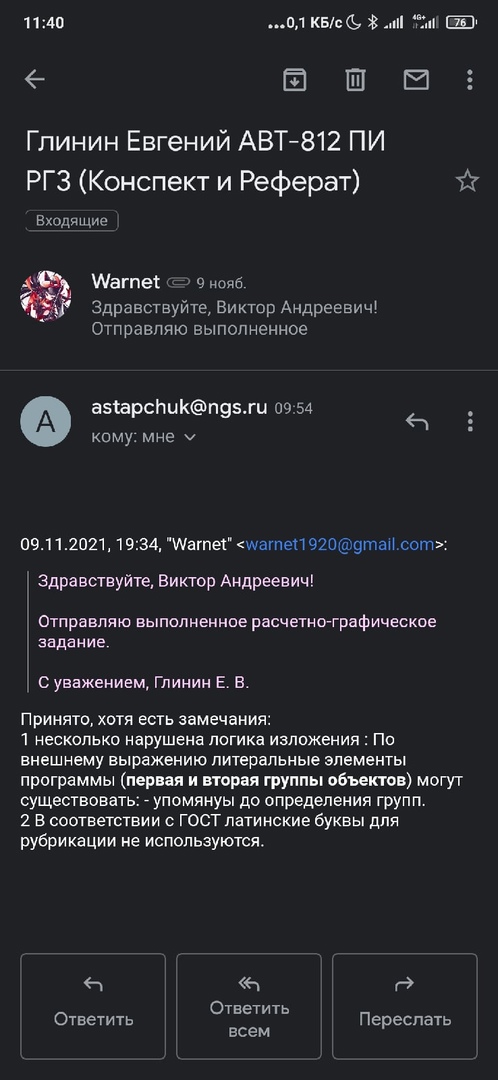 11:40
...0,1 КБ/с 4G+ 76
Глинин Евгений АВТ-812 ПИ
РГЗ (Конспект и Реферат)
Входящие
Warnet 9 нояб.
Здравствуйте, Виктор Андреевич!
Отправляю выполненное
A
astapchuk@ngs.ru 09:54
кому: мне
09.11.2021, 19:34, "Warnet" <warnet1920@gmail.com>:
Здравствуйте, Виктор Андреевич!
Отправляю выполненное расчетно-графическое
задание.
С уважением, Глинин Е. В.
Принято, хотя есть замечания:
1 несколько нарушена логика изложения : По
внешнему выражению литеральные элементы
программы (первая и вторая группы объектов) могут
существовать: - упомянуы до определения групп.
2 В соответствии с ГОСТ латинские буквы для
рубрикации не используются.
Ответить
Ответить
всем
Переслать